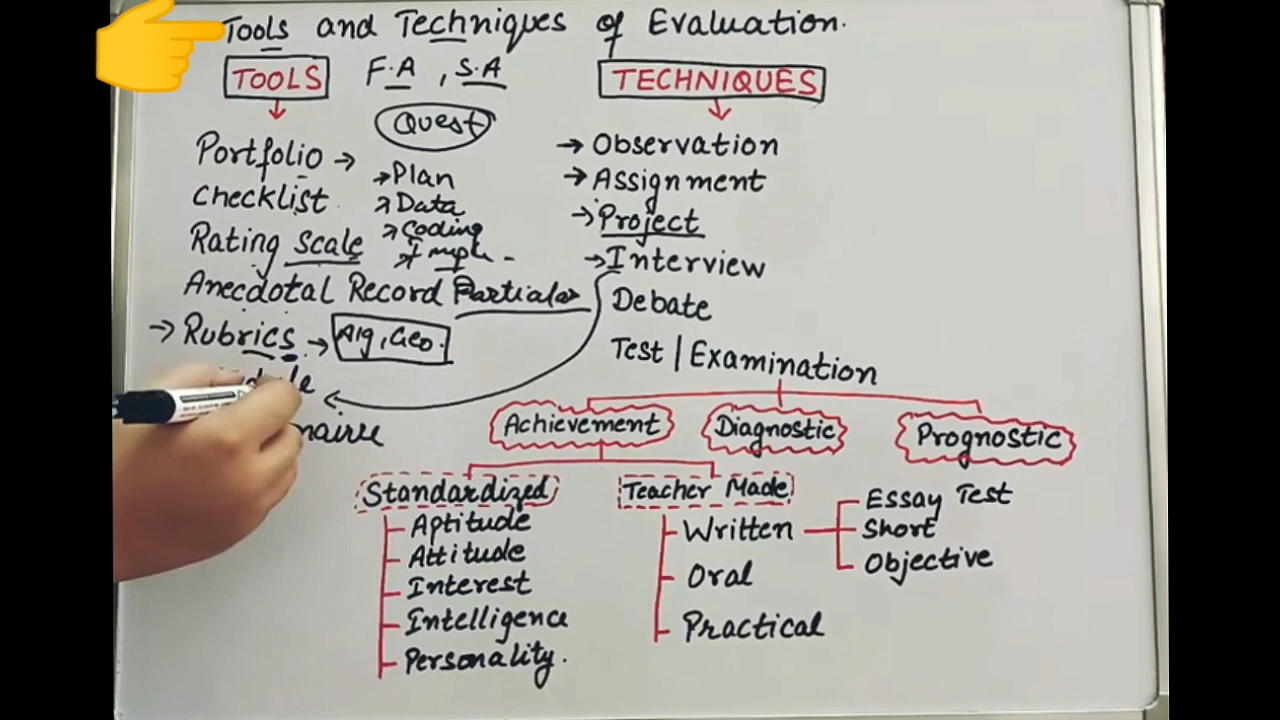 Tools and Techniques of Evaluation.
TOOLS
F.A , S.A
Quest
Portfolio →
Checklist
Rating Scale
Anecdotal Record Particular
→ Rubrics → Alg, Geo.
→ Plan
→ Data
→ Coding
TECHNIQUES
→ Observation
→ Assignment
→ Project
→ Interview
Debate
Test | Examination
Achievement Diagnostic Prognostic
Standardized
Aptitude
Attitude
Interest
Intelligence
Personality.
Teacher Made
Written
Oral
Practical
Essay Test
Short
Objective